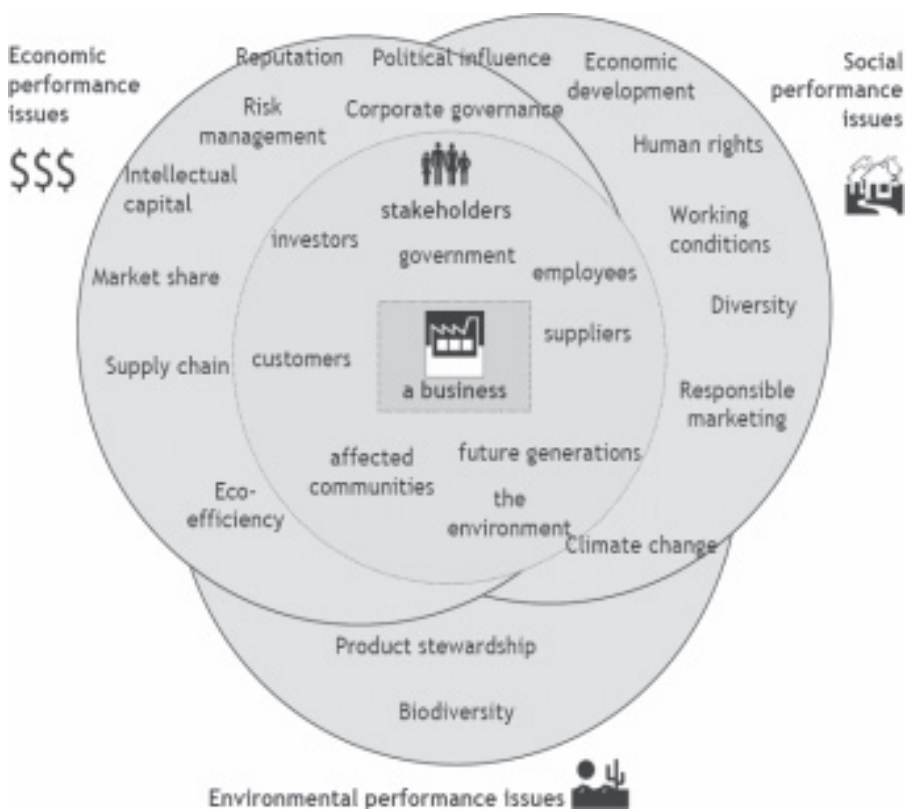 Economic
performance
issues
$$$
Social
performance
issues
Reputation
Political influence
Economic
development
Risk
management
Corporate governance
Human rights
Intellectual
capital
stakeholders
Working
conditions
investors
government
employees
Market share
Diversity
suppliers
Supply chain
customers
a business
Responsible
marketing
affected
communities
future generations
Eco-
efficiency
the
environment
Climate change
Product stewardship
Biodiversity
Environmental performance issues